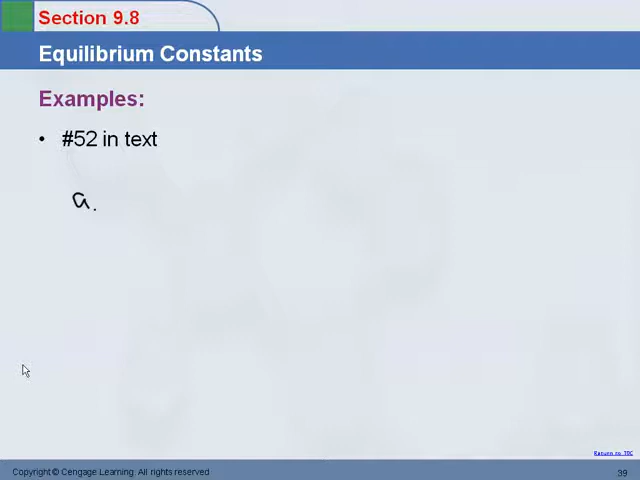 Section 9.8
Equilibrium Constants
Examples:
• #52 in text
a.
Return to TOC
Copyright © Cengage Learning. All rights reserved
39